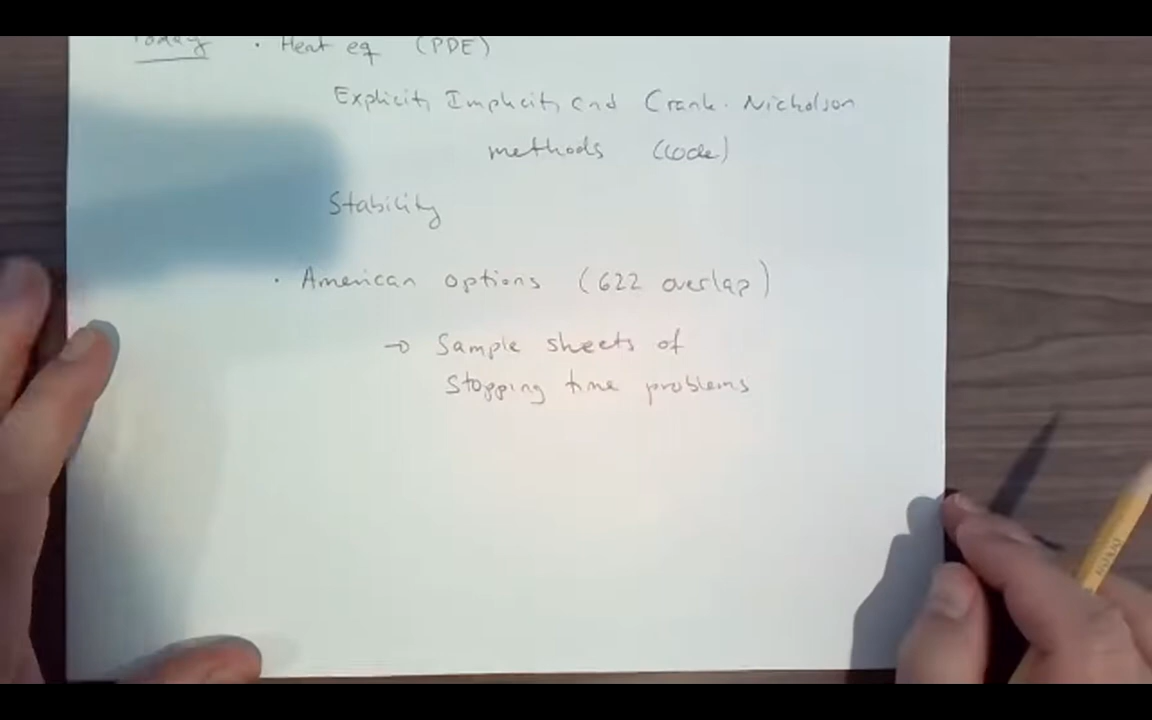 Today · Heat eq (PDE)
Explicit, Implicit, and Crank-Nicholson
methods (code)
Stability
· American options (622 overlap)
→ Sample sheets of
stopping time problems